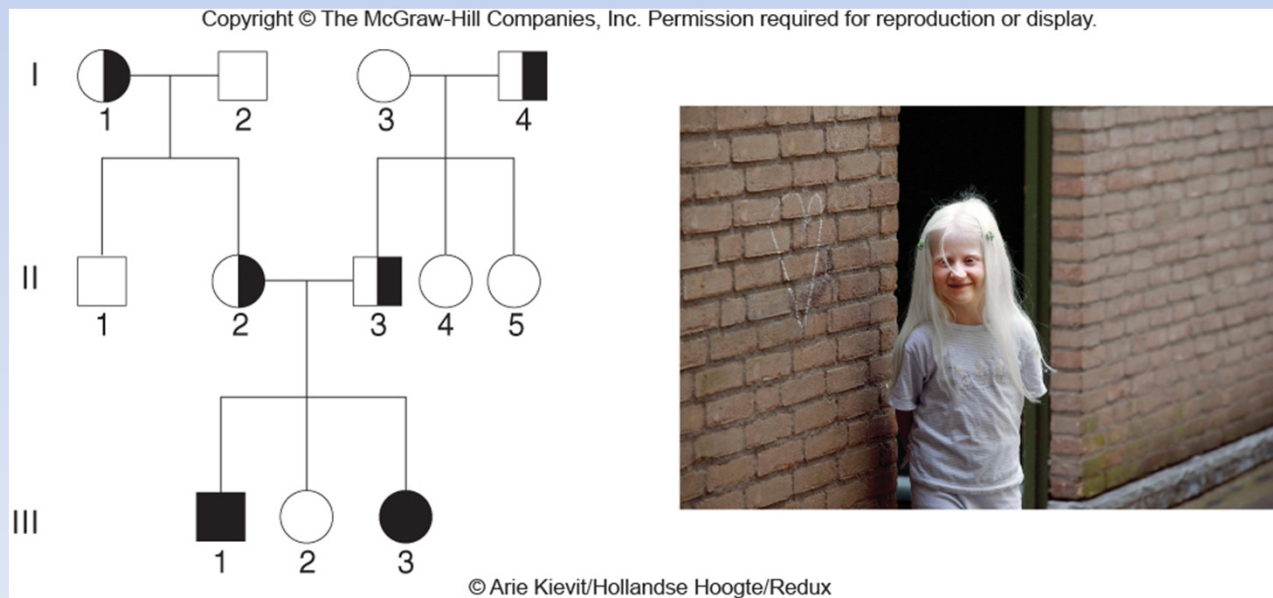 Copyright © The McGraw-Hill Companies, Inc. Permission required for reproduction or display.
I
1
2
3
4
II
1
2
3
4
5
III
1
2
3
© Arie Kievit/Hollandse Hoogte/Redux